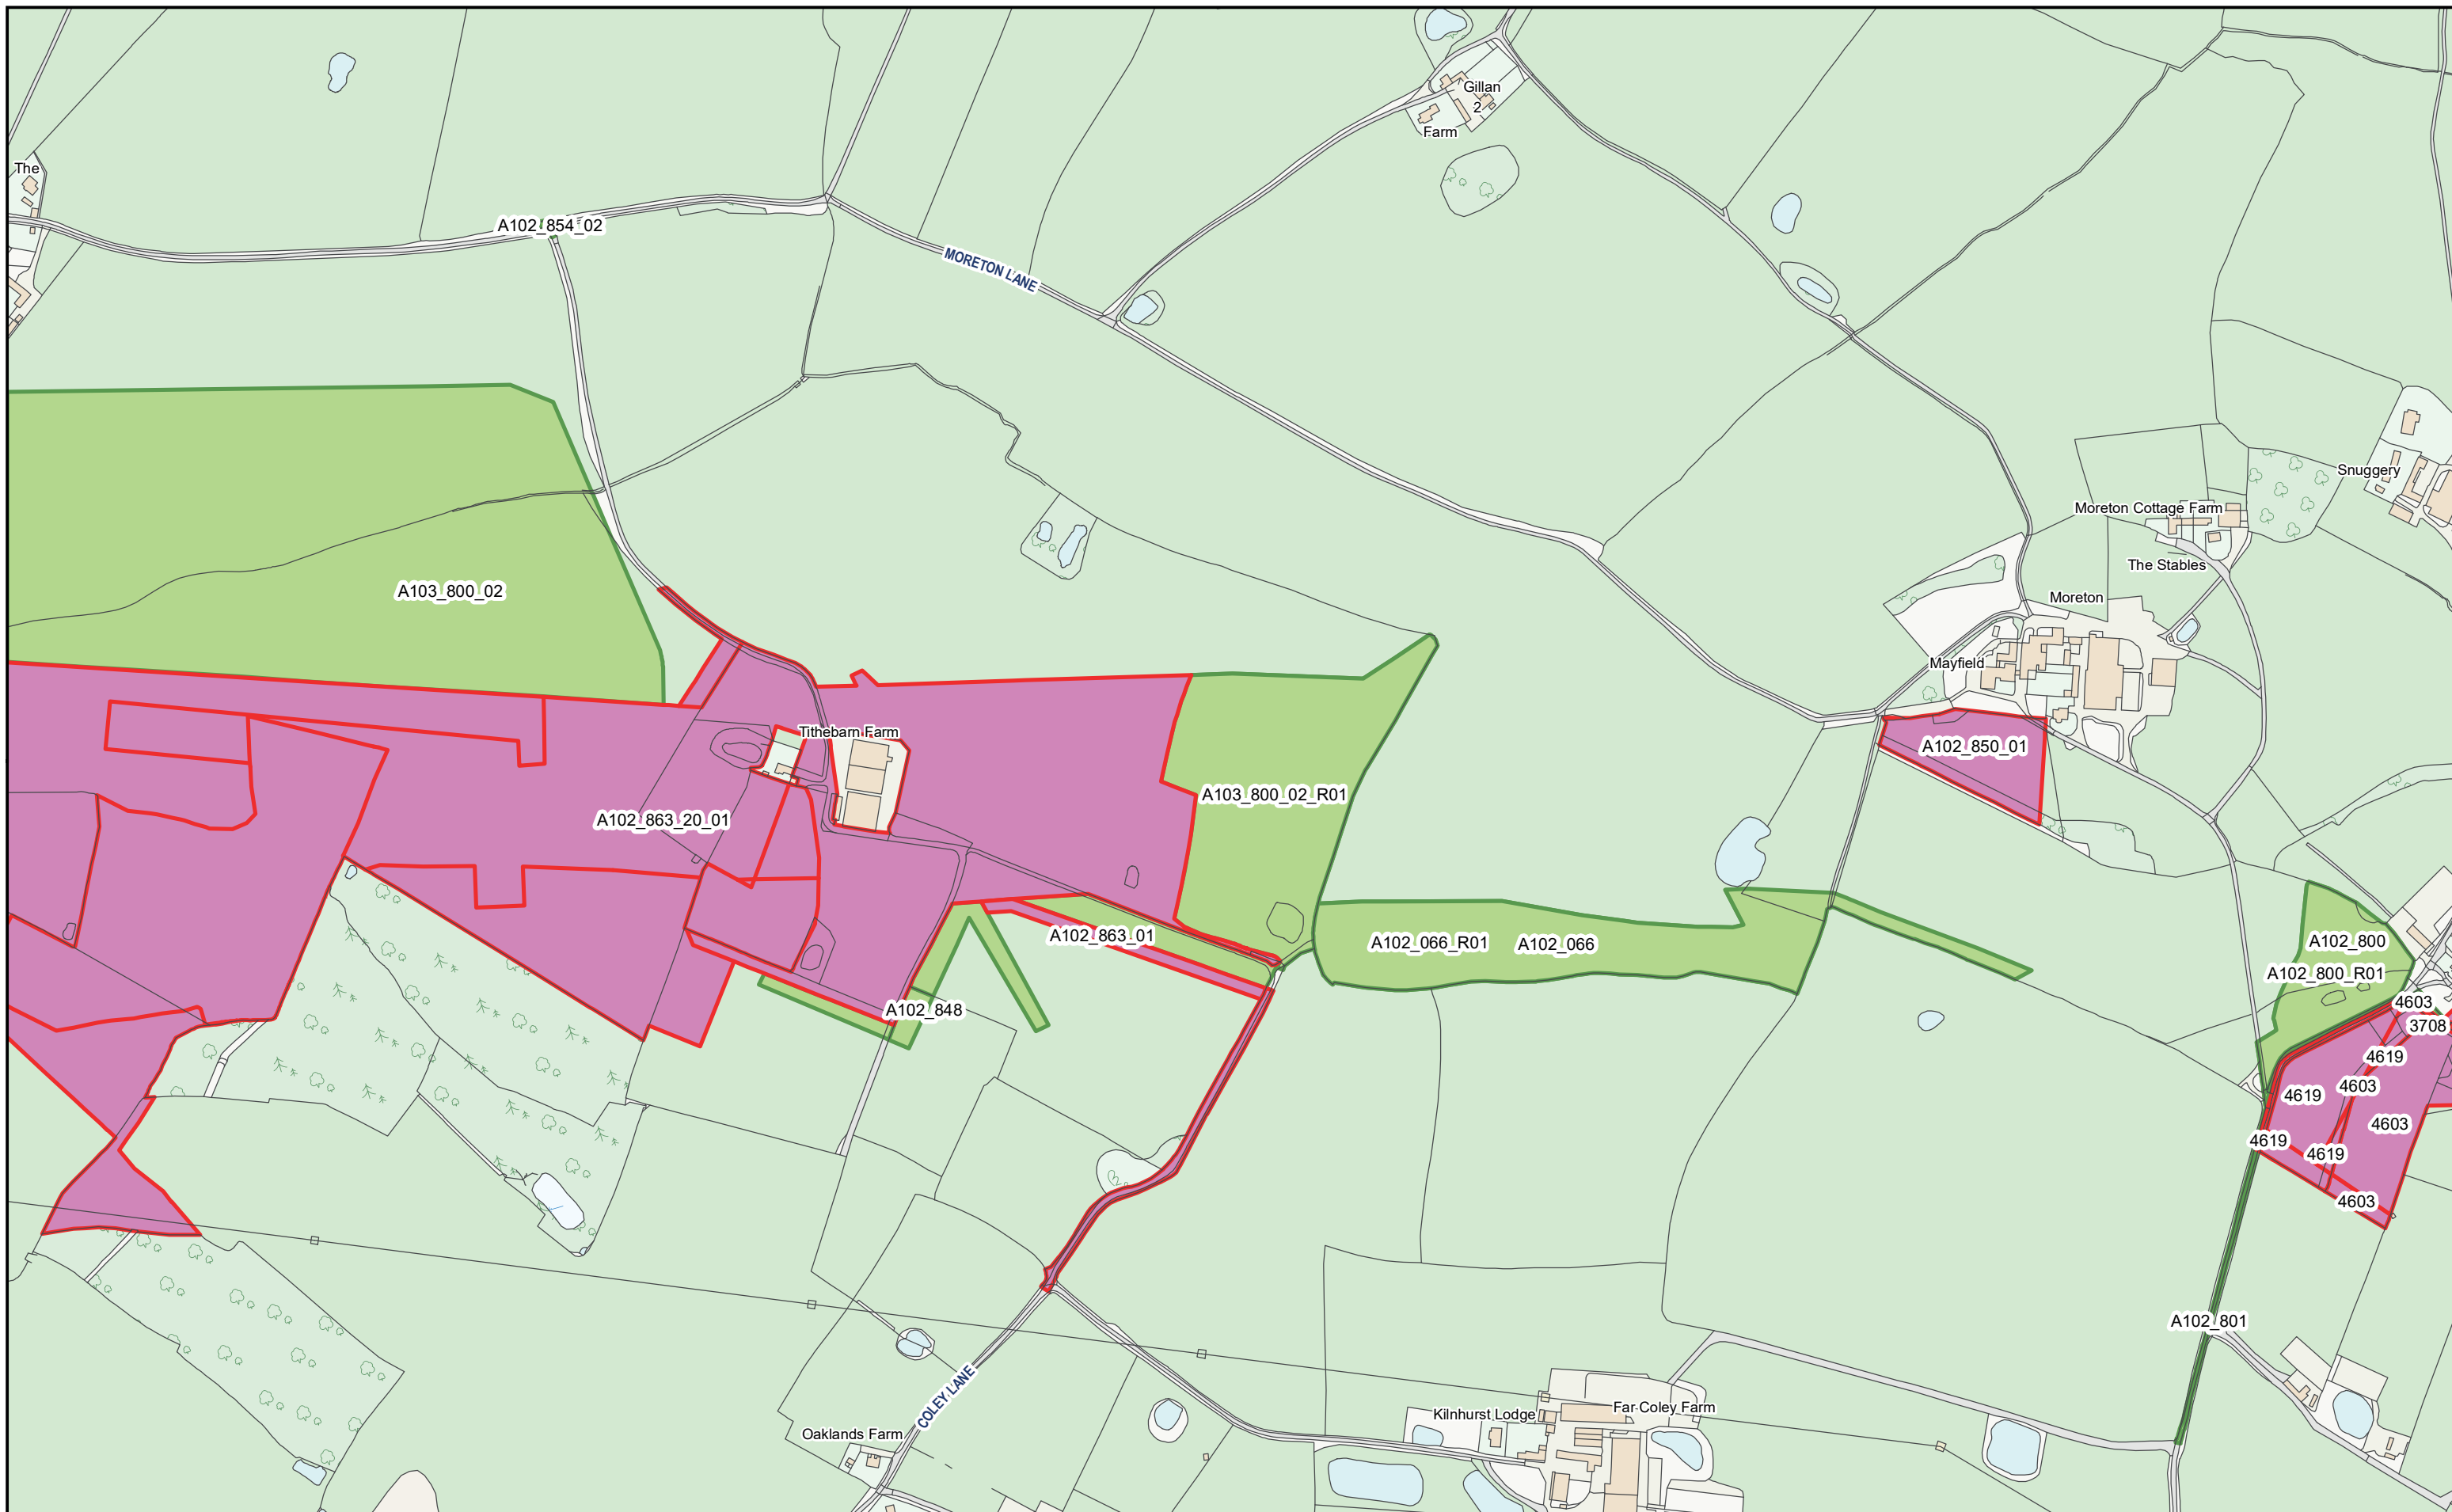 Gillan
2
Farm
The
A102_854_02
MORETON LANE
Snuggery
Moreton Cottage Farm
The Stables
A103_800_02
Moreton
Mayfield
Tithebarn Farm
A102_850_01
A103_800_02_R01
A102_863_20_01
A102_863_01
A102_066_R01
A102_066
A102_800
A102_800_R01
A102_848
4603
3708
4619
4603
4619
4603
4619
4619
4603
A102_801
COLEY LANE
Kilnhurst Lodge
Far Coley Farm
Oaklands Farm